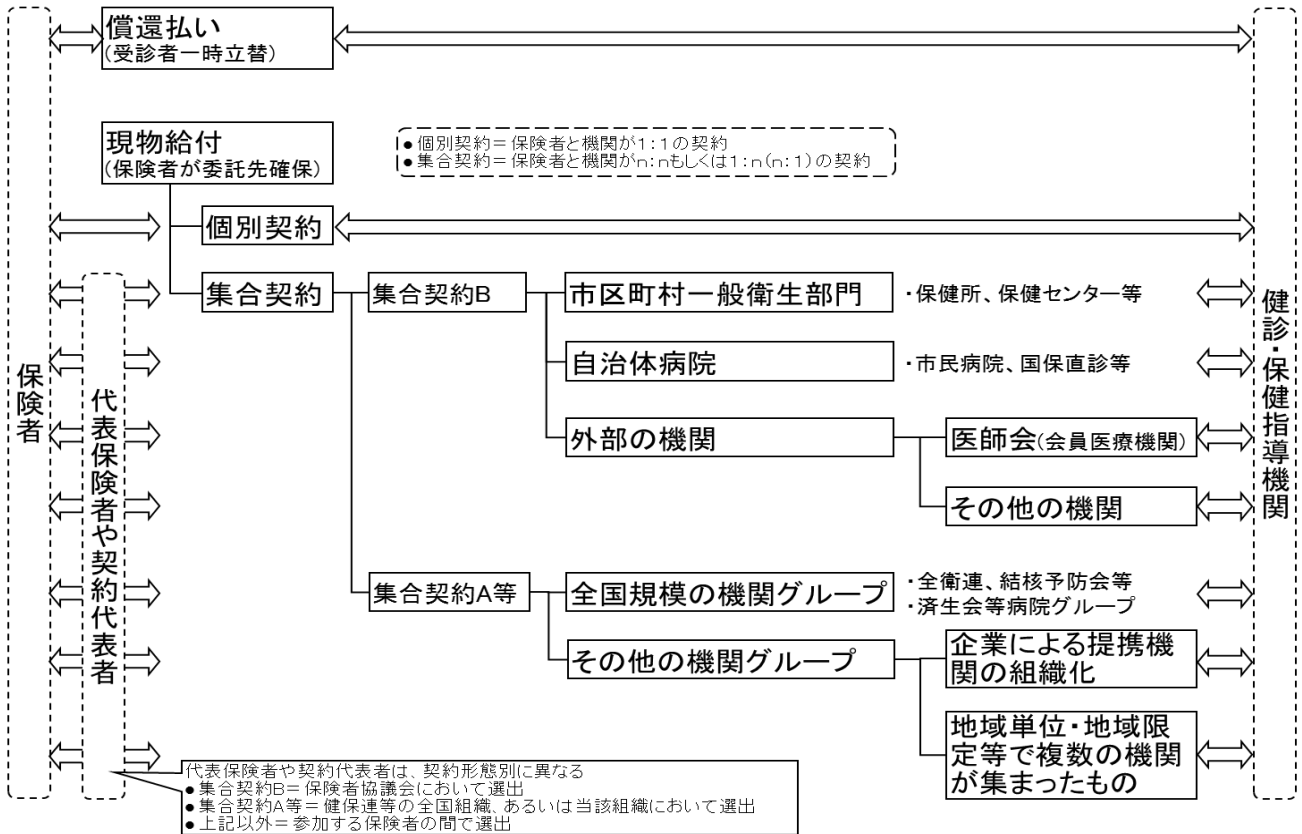 償還払い
(受診者一時立替)
現物給付
(保険者が委託先確保)
●個別契約=保険者と機関が1:1の契約
●集合契約=保険者と機関がn:nもしくは1:n(n:1)の契約
個別契約
集合契約
集合契約B
市区町村一般衛生部門
・保健所、保健センター等
自治体病院
・市民病院、国保直診等
外部の機関
医師会(会員医療機関)
その他の機関
集合契約A等
全国規模の機関グループ
・全衛連、結核予防会等
・済生会等病院グループ
その他の機関グループ
企業による提携機
関の組織化
地域単位・地域限
定等で複数の機関
が集まったもの
保険者
代表保険者や契約代表者
健診・保健指導機関
代表保険者や契約代表者は、契約形態別に異なる
●集合契約B=保険者協議会において選出
●集合契約A等=健保連等の全国組織、あるいは当該組織において選出
●上記以外=参加する保険者の間で選出